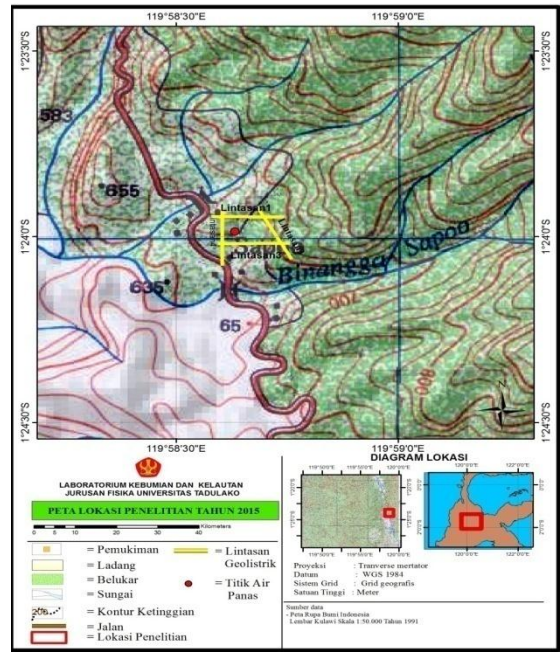 119°58'30"E
119°59'0"E
1°23'30"S
1°23'30"S
583
655
Lintasan1
1°24'0"S
1°24'0"S
Lintasan3
Binangga Sapoo
635
65
700
800
N
1°24'30"S
1°24'30"S
119°58'30"E
119°59'0"E
LABORATORIUM KEBUMIAN DAN KELAUTAN
JURUSAN FISIKA UNIVERSITAS TADULAKO
PETA LOKASI PENELITIAN TAHUN 2015
0 5 10 20 30 40
Kilometers
= Pemukiman
= Ladang
= Belukar
= Sungai
= Kontur Ketinggian
= Jalan
= Lokasi Penelitian
= Lintasan
Geolistrik
= Titik Air
Panas
DIAGRAM LOKASI
Proyeksi : Tranverse mertator
Datum : WGS 1984
Sistem Grid : Grid geografis
Satuan Tinggi : Meter
Sumber data
- Peta Rupa Bumi Indonesia
Lembar Kulawi Skala 1:50.000 Tahun 1991